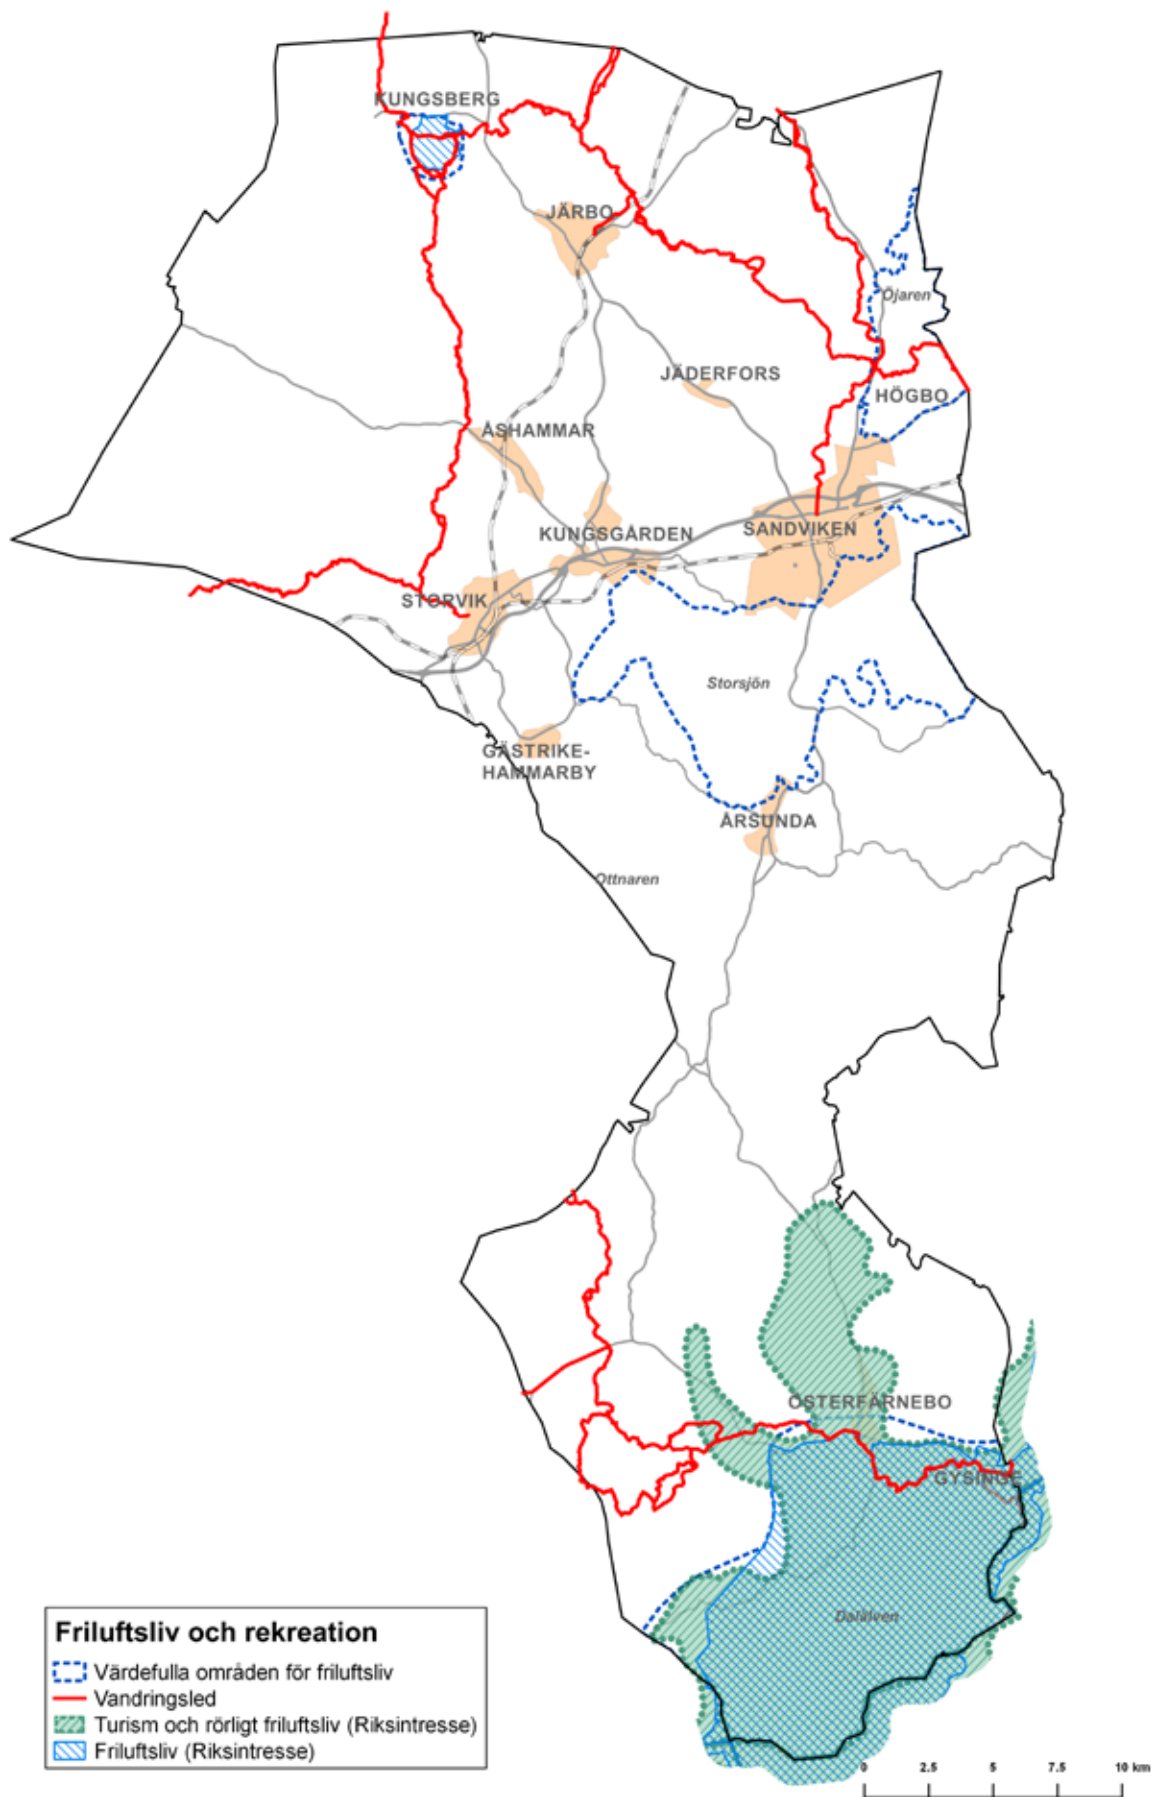 KUNGSBERG
JÄRBO
Öjaren
JÄDERFORS
HÖGBO
ÅSHAMMAR
KUNGSGÅRDEN
SANDVIKEN
STORVIK
Storsjön
GÄSTRIKE-
HAMMARBY
ÅRSUNDA
Ottnaren
ÖSTERFÄRNEBO
GYSINGE
Dalälven
Friluftsliv och rekreation
Värdefulla områden för friluftsliv
Vandringsled
Turism och rörligt friluftsliv (Riksintresse)
Friluftsliv (Riksintresse)
0 2.5 5 7.5 10 km